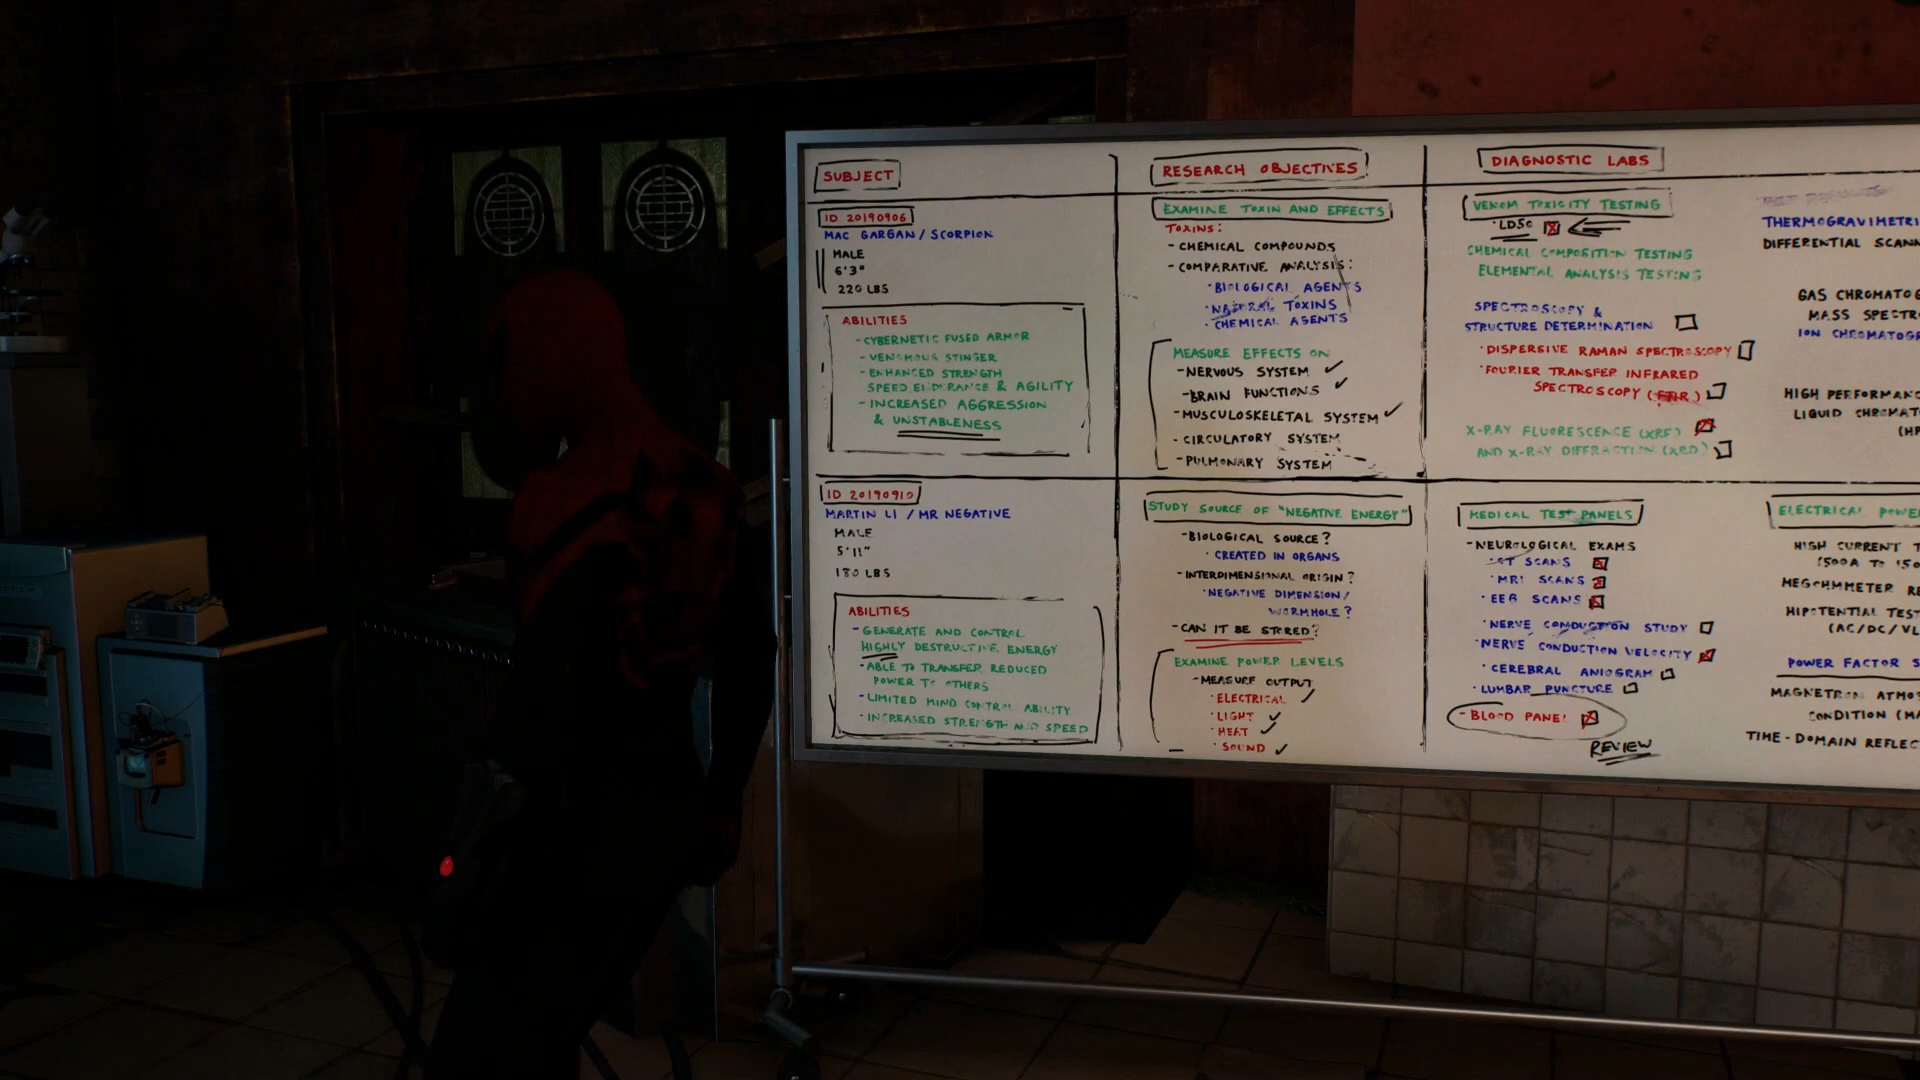 SUBJECT
ID 20190906
MAC GARGAN / SCORPION
MALE
6'3"
220 LBS
ABILITIES
- CYBERNETIC FUSED ARMOR
- VENOMOUS STINGER
- ENHANCED STRENGTH
SPEED ENDURANCE & AGILITY
- INCREASED AGGRESSION
& UNSTABLENESS
ID 20190910
MARTIN LI / MR NEGATIVE
MALE
5'11"
180 LBS
ABILITIES
- GENERATE AND CONTROL
HIGHLY DESTRUCTIVE ENERGY
- ABLE TO TRANSFER REDUCED
POWER TO OTHERS
- LIMITED MIND CONTROL ABILITY
- INCREASED STRENGTH AND SPEED
RESEARCH OBJECTIVES
EXAMINE TOXIN AND EFFECTS
TOXINS:
- CHEMICAL COMPOUNDS
- COMPARATIVE ANALYSIS:
· BIOLOGICAL AGENTS
· NATURAL TOXINS
· CHEMICAL AGENTS
MEASURE EFFECTS ON
- NERVOUS SYSTEM ✓
- BRAIN FUNCTIONS ✓
- MUSCULOSKELETAL SYSTEM ✓
- CIRCULATORY SYSTEM
- PULMONARY SYSTEM
STUDY SOURCE OF "NEGATIVE ENERGY"
- BIOLOGICAL SOURCE?
· CREATED IN ORGANS
- INTERDIMENSIONAL ORIGIN?
· NEGATIVE DIMENSION /
WORMHOLE?
- CAN IT BE STORED?
EXAMINE POWER LEVELS
- MEASURE OUTPUT
· ELECTRICAL ✓
· LIGHT ✓
· HEAT ✓
· SOUND ✓
DIAGNOSTIC LABS
VENOM TOXICITY TESTING
· LD50
CHEMICAL COMPOSITION TESTING
ELEMENTAL ANALYSIS TESTING
SPECTROSCOPY &
STRUCTURE DETERMINATION
· DISPERSIVE RAMAN SPECTROSCOPY
· FOURIER TRANSFER INFRARED
SPECTROSCOPY (FTIR)
X-RAY FLUORESCENCE (XRF)
AND X-RAY DIFFRACTION (XRD)
MEDICAL TEST PANELS
- NEUROLOGICAL EXAMS
· CT SCANS
· MRI SCANS
· EEG SCANS
· NERVE CONDUCTION STUDY
· NERVE CONDUCTION VELOCITY
· CEREBRAL ANIOGRAM
· LUMBAR PUNCTURE
- BLOOD PANEL
REVIEW
THERMOGRAVIMETRI
DIFFERENTIAL SCANN
GAS CHROMATOG
MASS SPECTRO
ION CHROMATOGR
HIGH PERFORMANC
LIQUID CHROMAT
(HP
ELECTRICAL POWE
HIGH CURRENT T
(500A TO 150
MEGOHMMETER RE
HIPOTENTIAL TEST
(AC/DC/VL
POWER FACTOR S
MAGNETRON ATMOS
CONDITION (MA
TIME-DOMAIN REFLEC